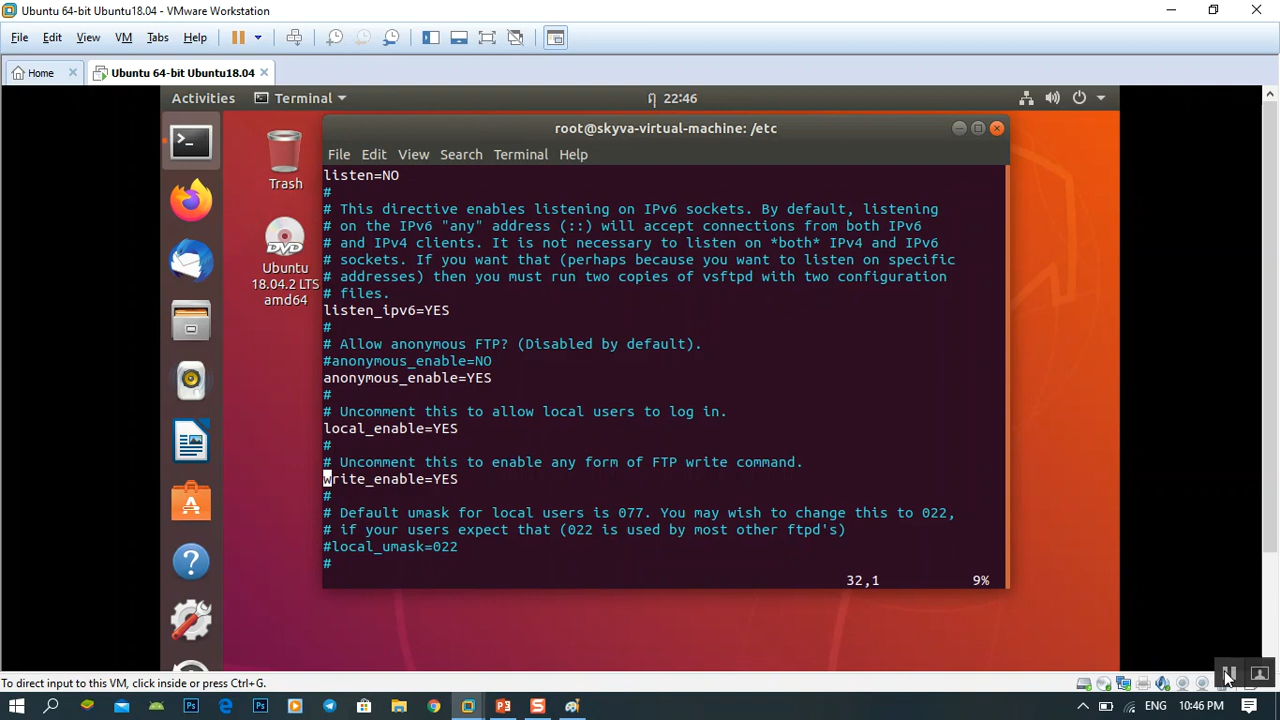 Ubuntu 64-bit Ubuntu18.04 - VMware Workstation
File Edit View VM Tabs Help
Home Ubuntu 64-bit Ubuntu18.04
Activities Terminal 22:46
root@skyva-virtual-machine: /etc
File Edit View Search Terminal Help
Trash
Ubuntu
18.04.2 LTS
amd64
listen=NO
#
# This directive enables listening on IPv6 sockets. By default, listening
# on the IPv6 "any" address (::) will accept connections from both IPv6
# and IPv4 clients. It is not necessary to listen on *both* IPv4 and IPv6
# sockets. If you want that (perhaps because you want to listen on specific
# addresses) then you must run two copies of vsftpd with two configuration
# files.
listen_ipv6=YES
#
# Allow anonymous FTP? (Disabled by default).
#anonymous_enable=NO
anonymous_enable=YES
#
# Uncomment this to allow local users to log in.
local_enable=YES
#
# Uncomment this to enable any form of FTP write command.
write_enable=YES
#
# Default umask for local users is 077. You may wish to change this to 022,
# if your users expect that (022 is used by most other ftpd's)
#local_umask=022
#
32,1 9%
To direct input to this VM, click inside or press Ctrl+G.
ENG 10:46 PM